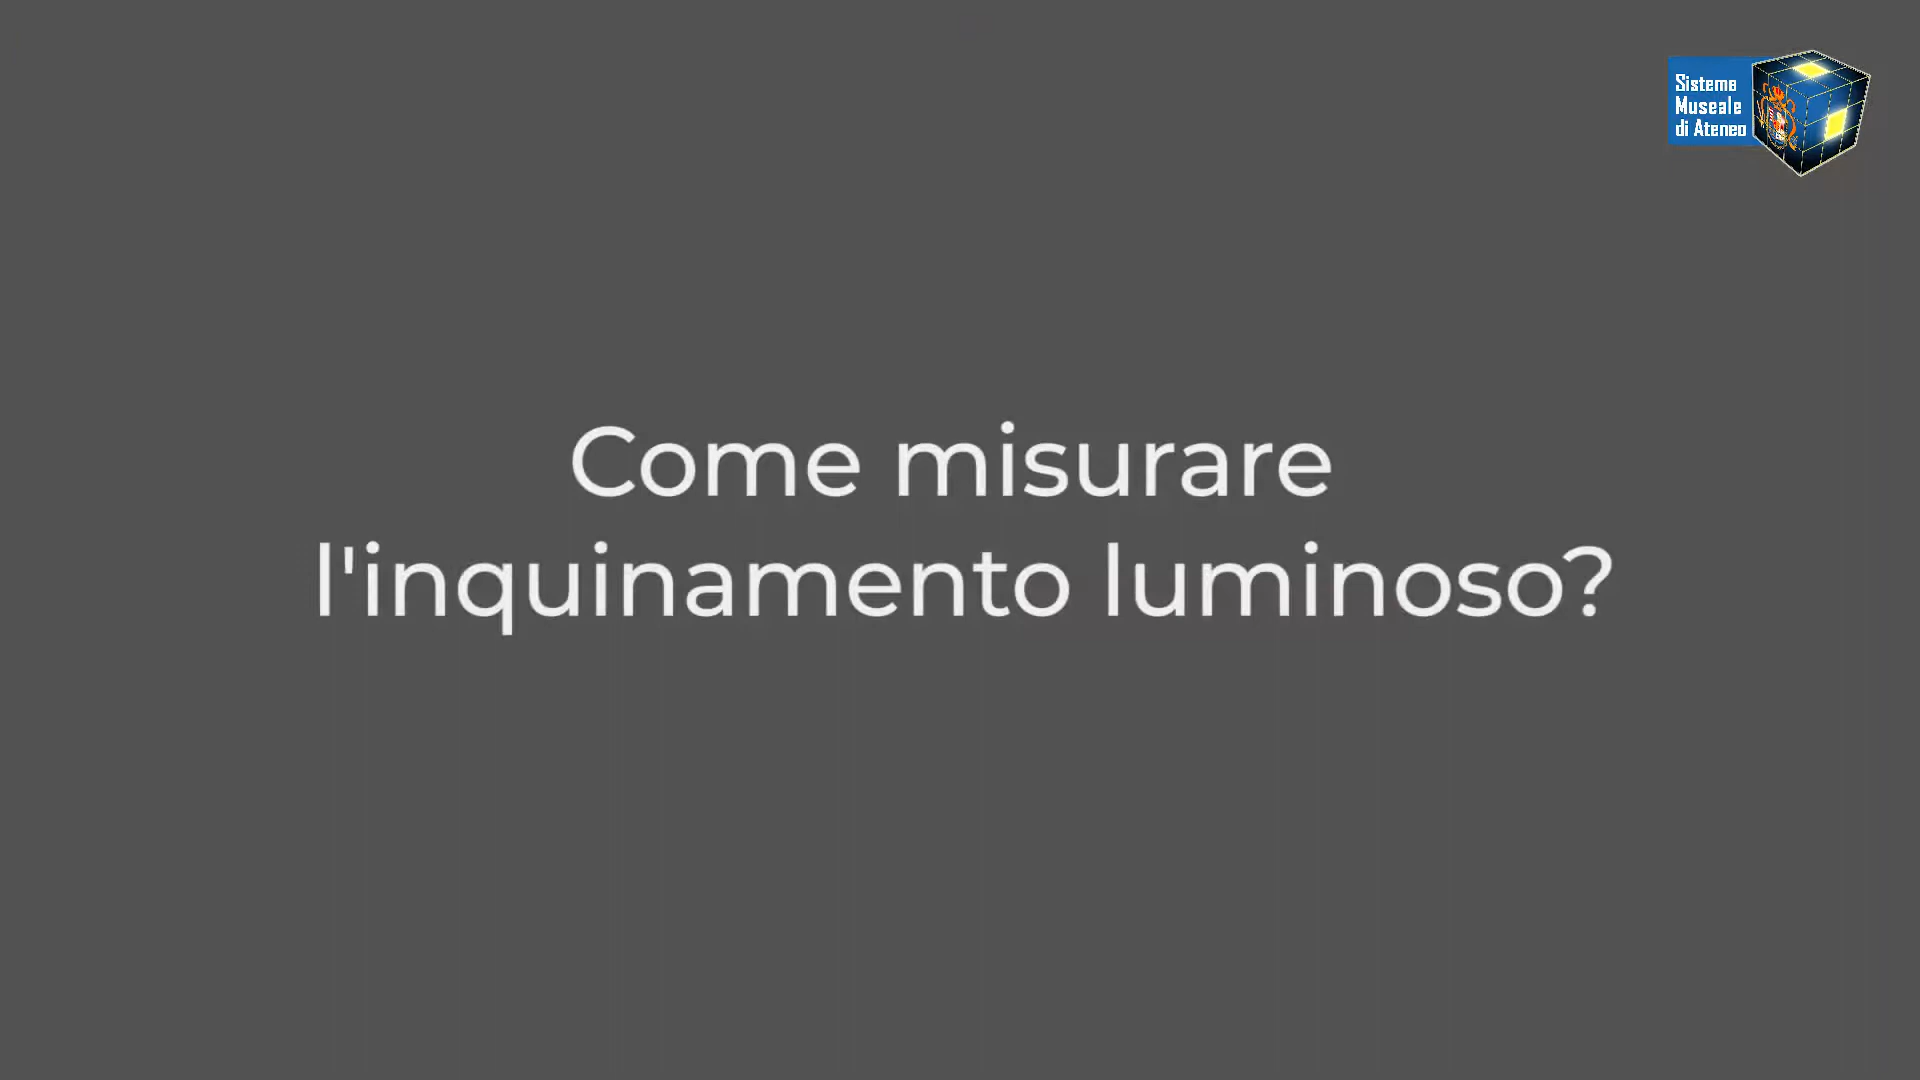 Sistema
Museale
di Ateneo
Come misurare
l'inquinamento luminoso?